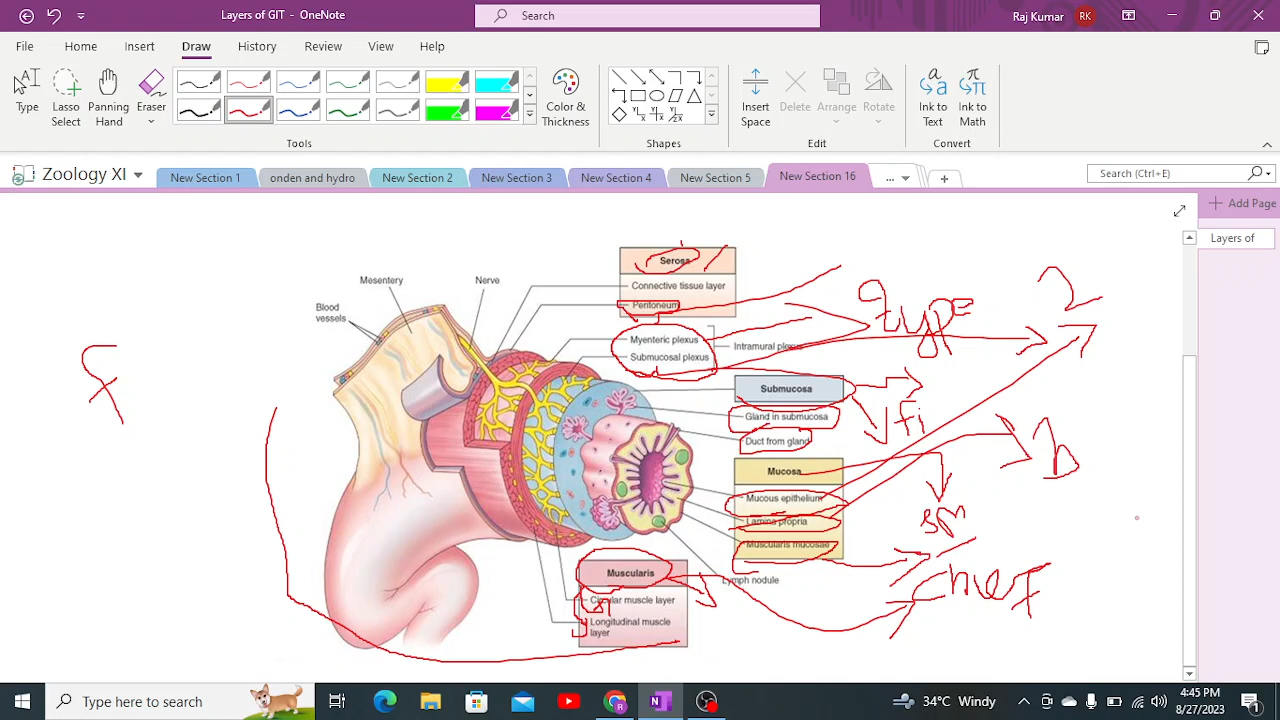 Layers of GIT - OneNote
Search
Raj Kumar
RK
File
Home
Insert
Draw
History
Review
View
Help
Type
Lasso Select
Panning Hand
Eraser
Color & Thickness
Insert Space
Delete
Arrange
Rotate
Ink to Text
Ink to Math
Tools
Shapes
Edit
Convert
Zoology XI
New Section 1
onden and hydro
New Section 2
New Section 3
New Section 4
New Section 5
New Section 16
...
Search (Ctrl+E)
Add Page
Layers of
Mesentery
Nerve
Blood
vessels
Serosa
Connective tissue layer
Peritoneum
Myenteric plexus
Submucosal plexus
Intramural plexus
Submucosa
Gland in submucosa
Duct from gland
Mucosa
Mucous epithelium
Lamina propria
Muscularis mucosae
Lymph nodule
Muscularis
Circular muscle layer
Longitudinal muscle
layer
type
2
Fi
Type here to search
34°C Windy
4:45 PM
8/27/2023